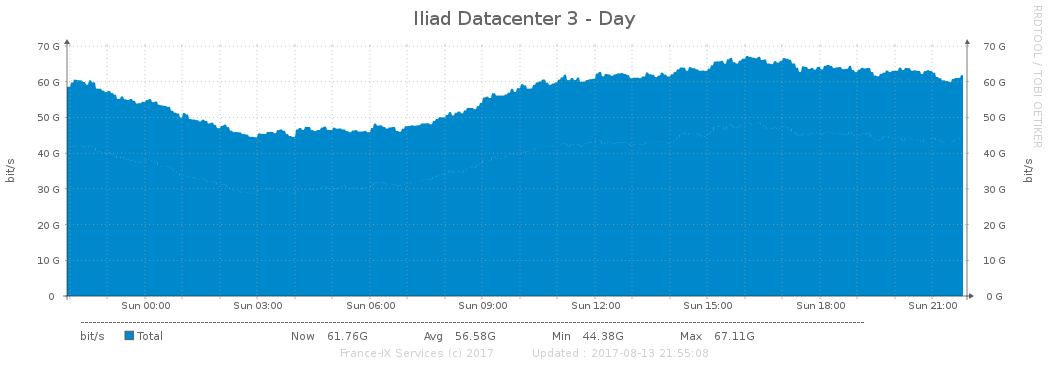 Iliad Datacenter 3 - Day
RRDTOOL / TOBI OETIKER
70 G 70 G
60 G 60 G
50 G 50 G
40 G 40 G
30 G 30 G
20 G 20 G
10 G 10 G
0 0 G
bit/s bit/s
Sun 00:00 Sun 03:00 Sun 06:00 Sun 09:00 Sun 12:00 Sun 15:00 Sun 18:00 Sun 21:00
bit/s Total Now 61.76G Avg 56.58G Min 44.38G Max 67.11G
France-IX Services (c) 2017 Updated : 2017-08-13 21:55:08